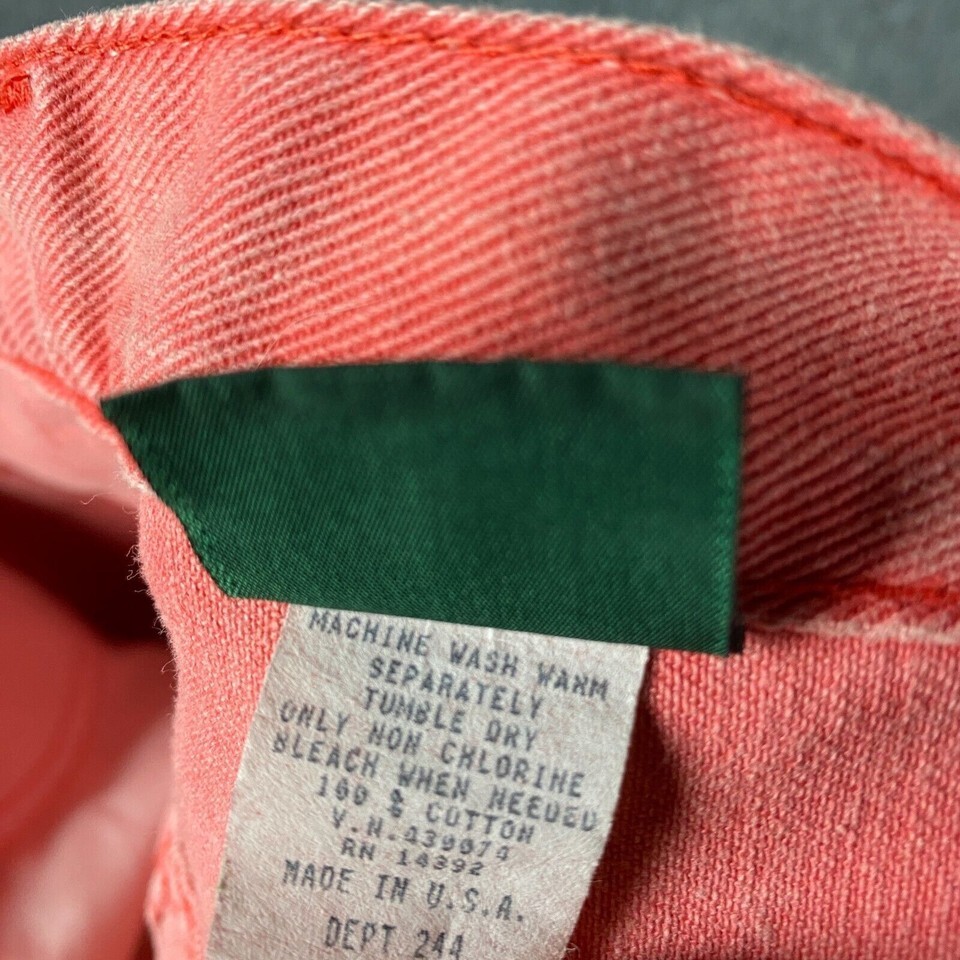 MACHINE WASH WARM
SEPARATELY
TUMBLE DRY
ONLY NON CHLORINE
BLEACH WHEN NEEDED
100 % COTTON
V.N.439074
RN 14392
MADE IN U.S.A.
DEPT 244